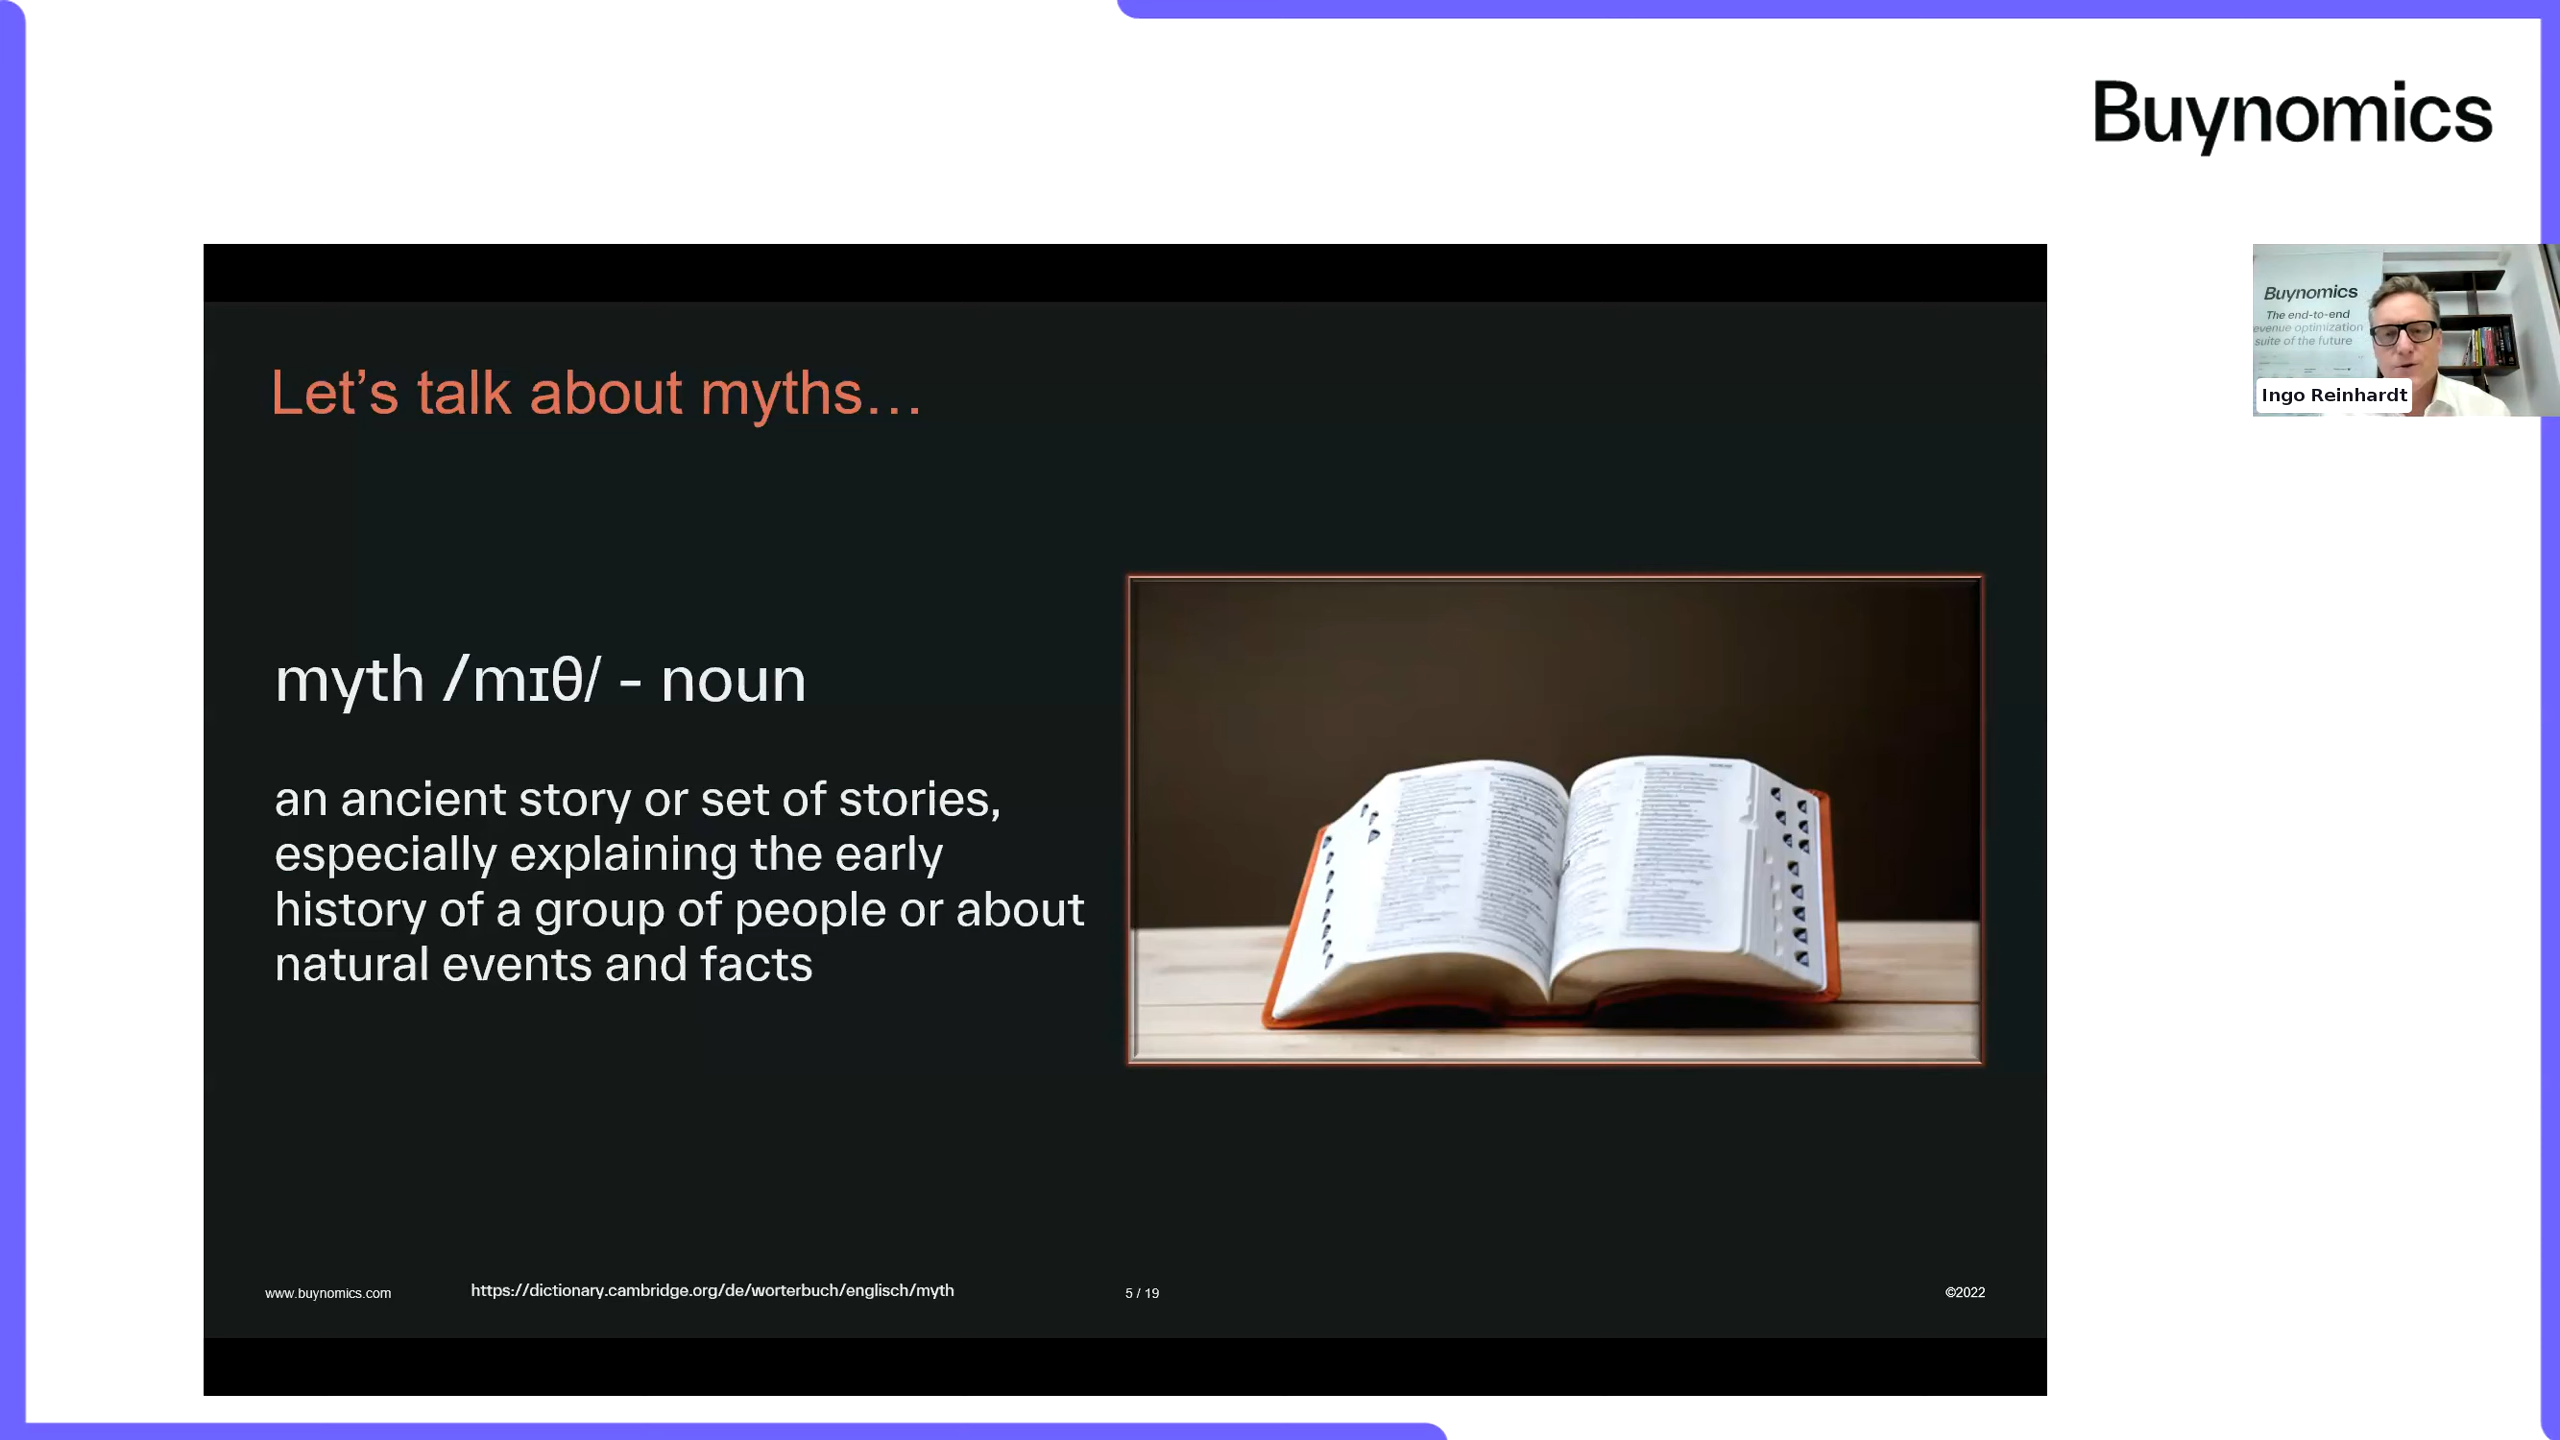 Buynomics
Buynomics
The end-to-end
revenue optimization
suite of the future
Ingo Reinhardt
Let’s talk about myths…
myth /mɪθ/ - noun
an ancient story or set of stories,
especially explaining the early
history of a group of people or about
natural events and facts
www.buynomics.com
https://dictionary.cambridge.org/de/worterbuch/englisch/myth
5 / 19
©2022